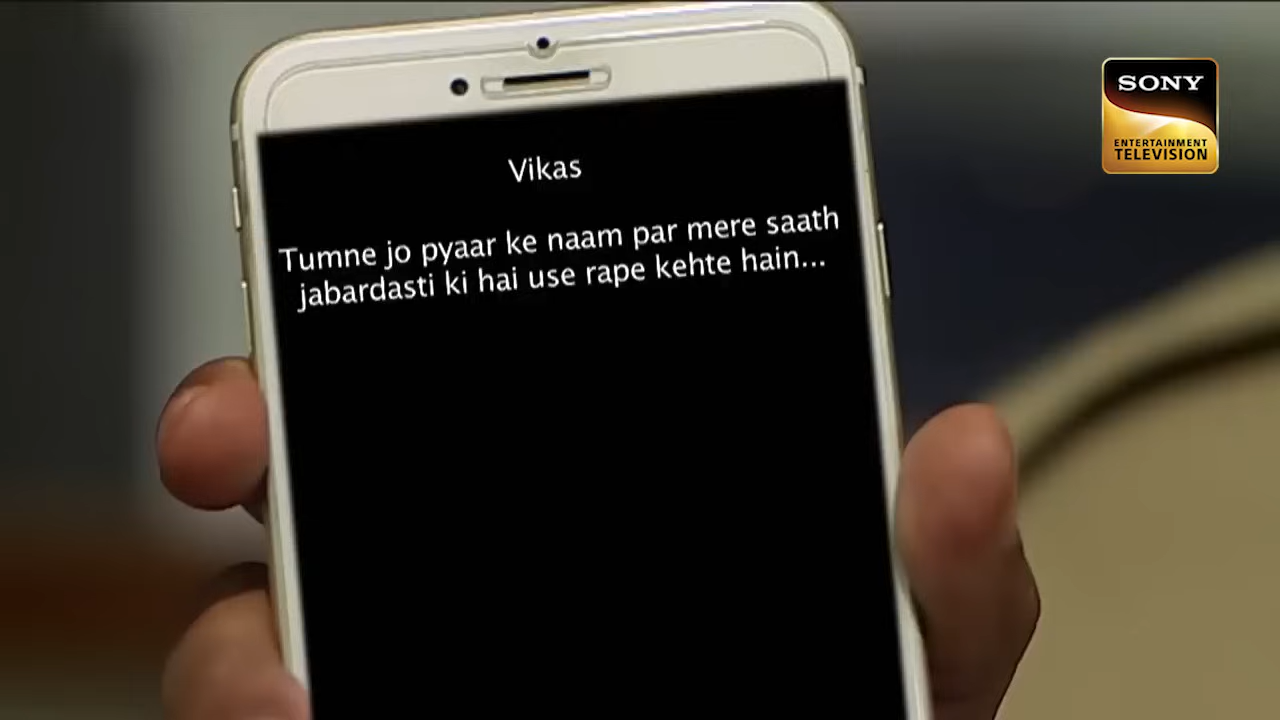 SONY
ENTERTAINMENT
TELEVISION
Vikas
Tumne jo pyaar ke naam par mere saath
jabardasti ki hai use rape kehte hain...